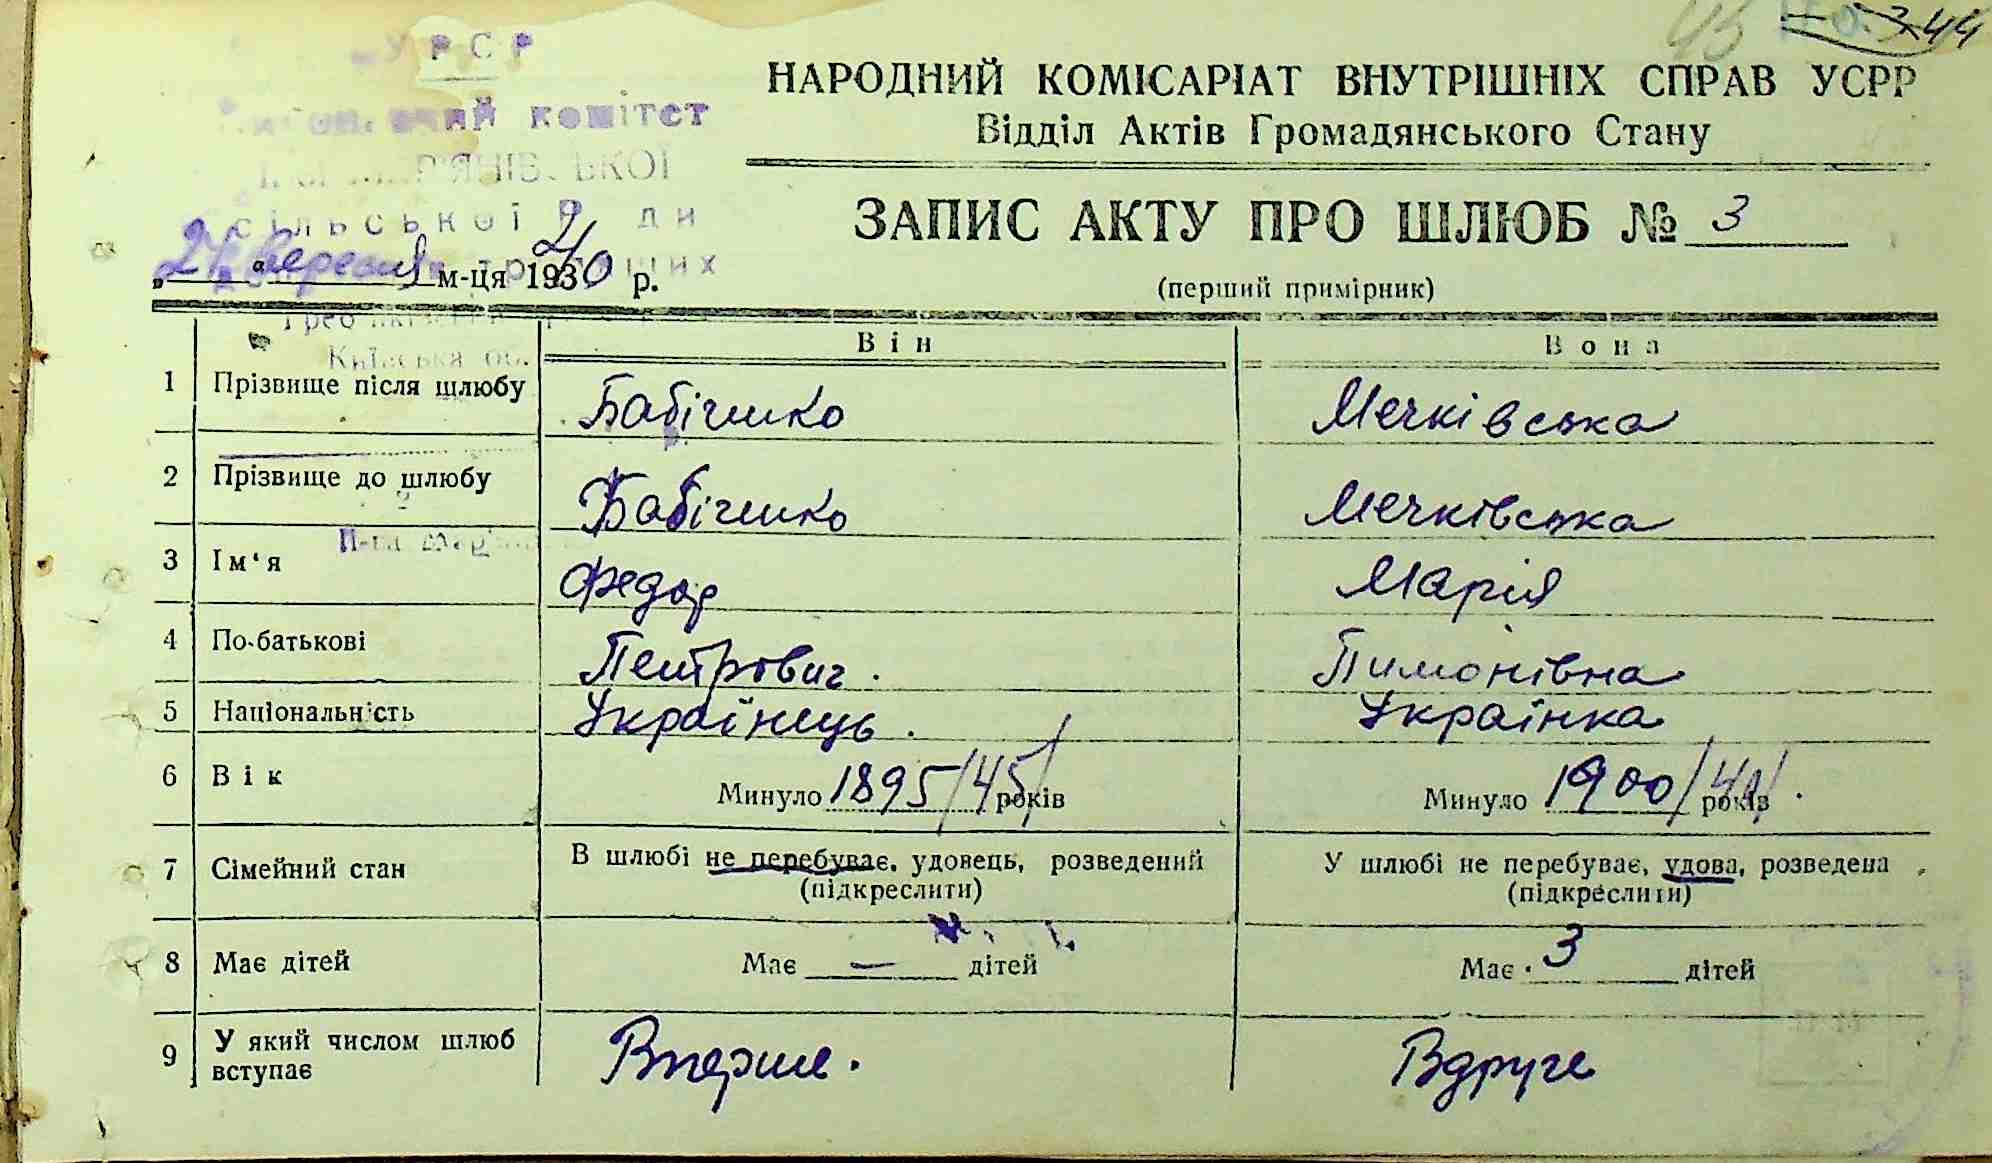 УРСР
комітет
сільської
Київська об.
344
НАРОДНИЙ КОМІСАРІАТ ВНУТРІШНІХ СПРАВ УСРР
Відділ Актів Громадянського Стану
ЗАПИС АКТУ ПРО ШЛЮБ № 3
(перший примірник)
вересня м-ця 1940 р.
Він Вона
1 Прізвище після шлюбу Бабічико Мечківська
2 Прізвище до шлюбу Бабічико Мечківська
3 Ім'я Федор Марія
4 По-батькові Петрович. Пимонівна
5 Національність Українець. Українка
6 Вік Минуло 1895/45/ років Минуло 1900/40/ років.
7 Сімейний стан В шлюбі не перебуває, удовець, розведений У шлюбі не перебуває, удова, розведена
(підкреслити) (підкреслити)
8 Має дітей Має — дітей Має 3 дітей
9 У який числом шлюб вступає Вперше. Вдруге